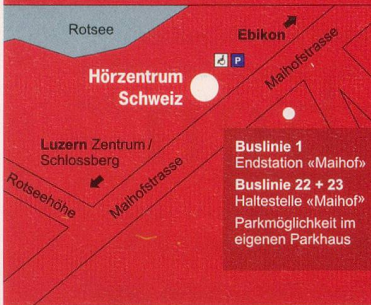 Rotsee
Ebikon
P
Maihofstrasse
Hörzentrum
Schweiz
Luzern Zentrum /
Schlossberg
Maihofstrasse
Rotseehöhe
Buslinie 1
Endstation «Maihof»
Buslinie 22 + 23
Haltestelle «Maihof»
Parkmöglichkeit im
eigenen Parkhaus